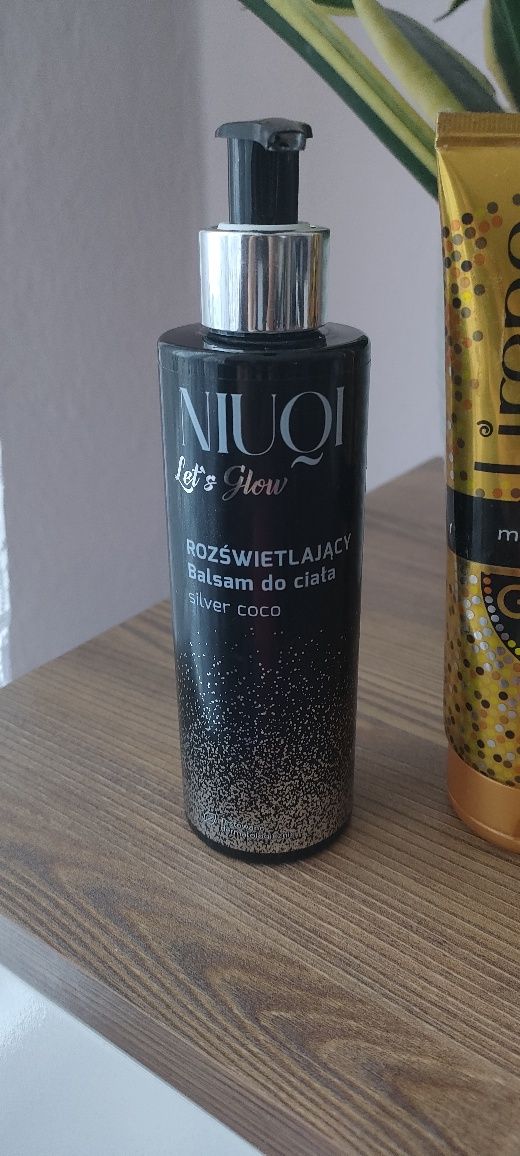 NIUQI
Let's Glow
ROZŚWIETLAJĄCY
Balsam do ciała
silver coco